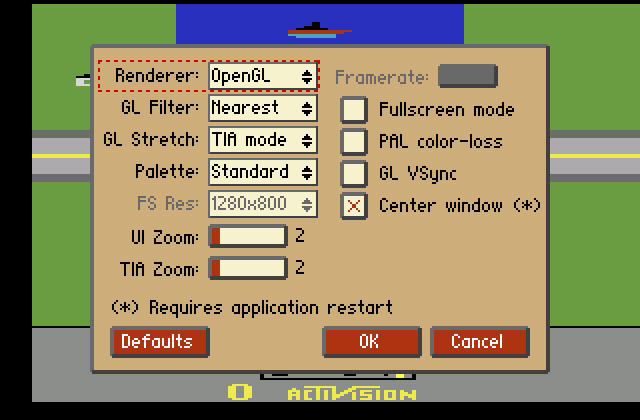 Renderer: OpenGL Framerate:
GL Filter: Nearest Fullscreen mode
GL Stretch: TIA mode PAL color-loss
Palette: Standard GL VSync
FS Res: 1280x800 Center window (*)
UI Zoom: 2
TIA Zoom: 2
(*) Requires application restart
Defaults OK Cancel
0 ACTIVISION